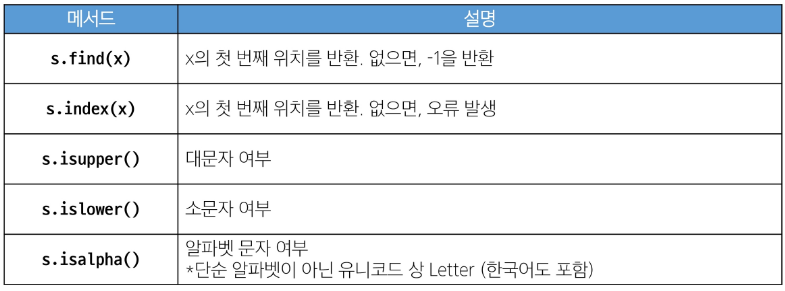 메서드 설명
s.find(x) x의 첫 번째 위치를 반환. 없으면, -1을 반환
s.index(x) x의 첫 번째 위치를 반환. 없으면, 오류 발생
s.isupper() 대문자 여부
s.islower() 소문자 여부
s.isalpha() 알파벳 문자 여부
*단순 알파벳이 아닌 유니코드 상 Letter (한국어도 포함)